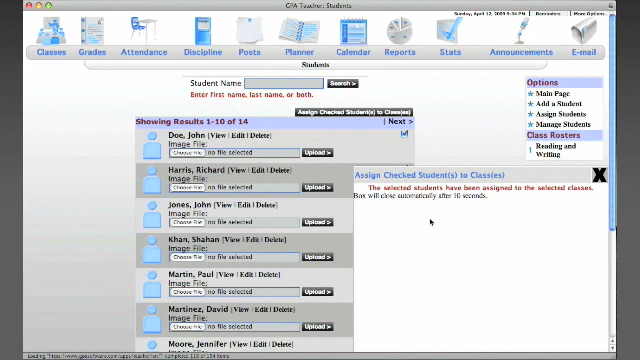 GPA Teacher: Students
Sunday, April 12, 2009 9:36 PM | Reminders: | More Options
Classes Grades Attendance Discipline Posts Planner Calendar Reports Stats Announcements E-mail
Students
Student Name Search >
Enter first name, last name, or both.
Options
Main Page
Add a Student
Assign Students
Manage Students
Class Rosters
1 Reading and
Writing
Assign Checked Student(s) to Class(es)
Showing Results 1-10 of 14 | Next >
Doe, John [View | Edit | Delete]
Image File:
Choose File no file selected Upload >
Harris, Richard [View | Edit | Delete]
Image File:
Choose File no file selected Upload >
Assign Checked Student(s) to Class(es) X
The selected students have been assigned to the selected classes.
Box will close automatically after 10 seconds.
Jones, John [View | Edit | Delete]
Image File:
Choose File no file selected Upload >
Khan, Shahan [View | Edit | Delete]
Image File:
Choose File no file selected Upload >
Martin, Paul [View | Edit | Delete]
Image File:
Choose File no file selected Upload >
Martinez, David [View | Edit | Delete]
Image File:
Choose File no file selected Upload >
Moore, Jennifer [View | Edit | Delete]